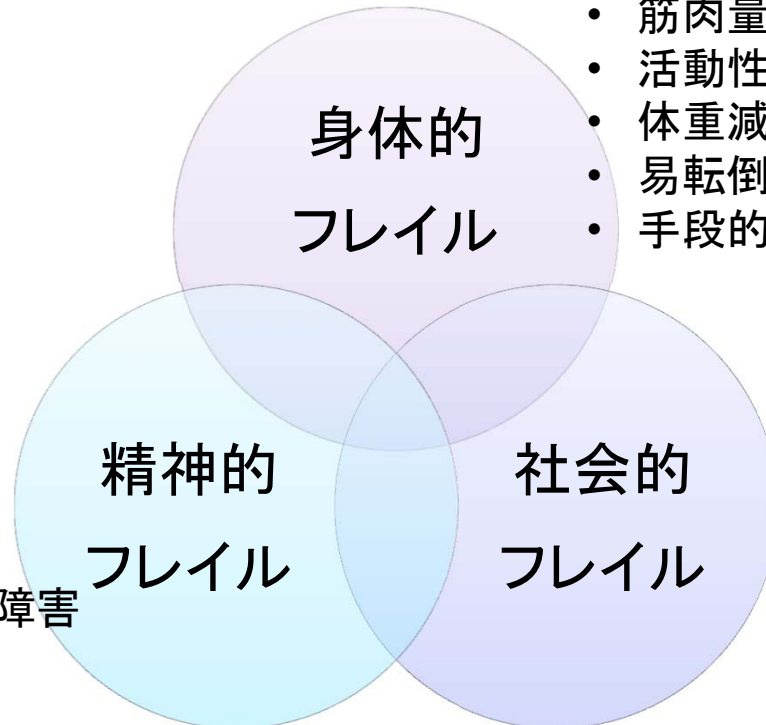 • 筋肉量
• 活動性
• 体重減
• 易転倒
• 手段的
身体的
フレイル
精神的
フレイル
社会的
フレイル
障害